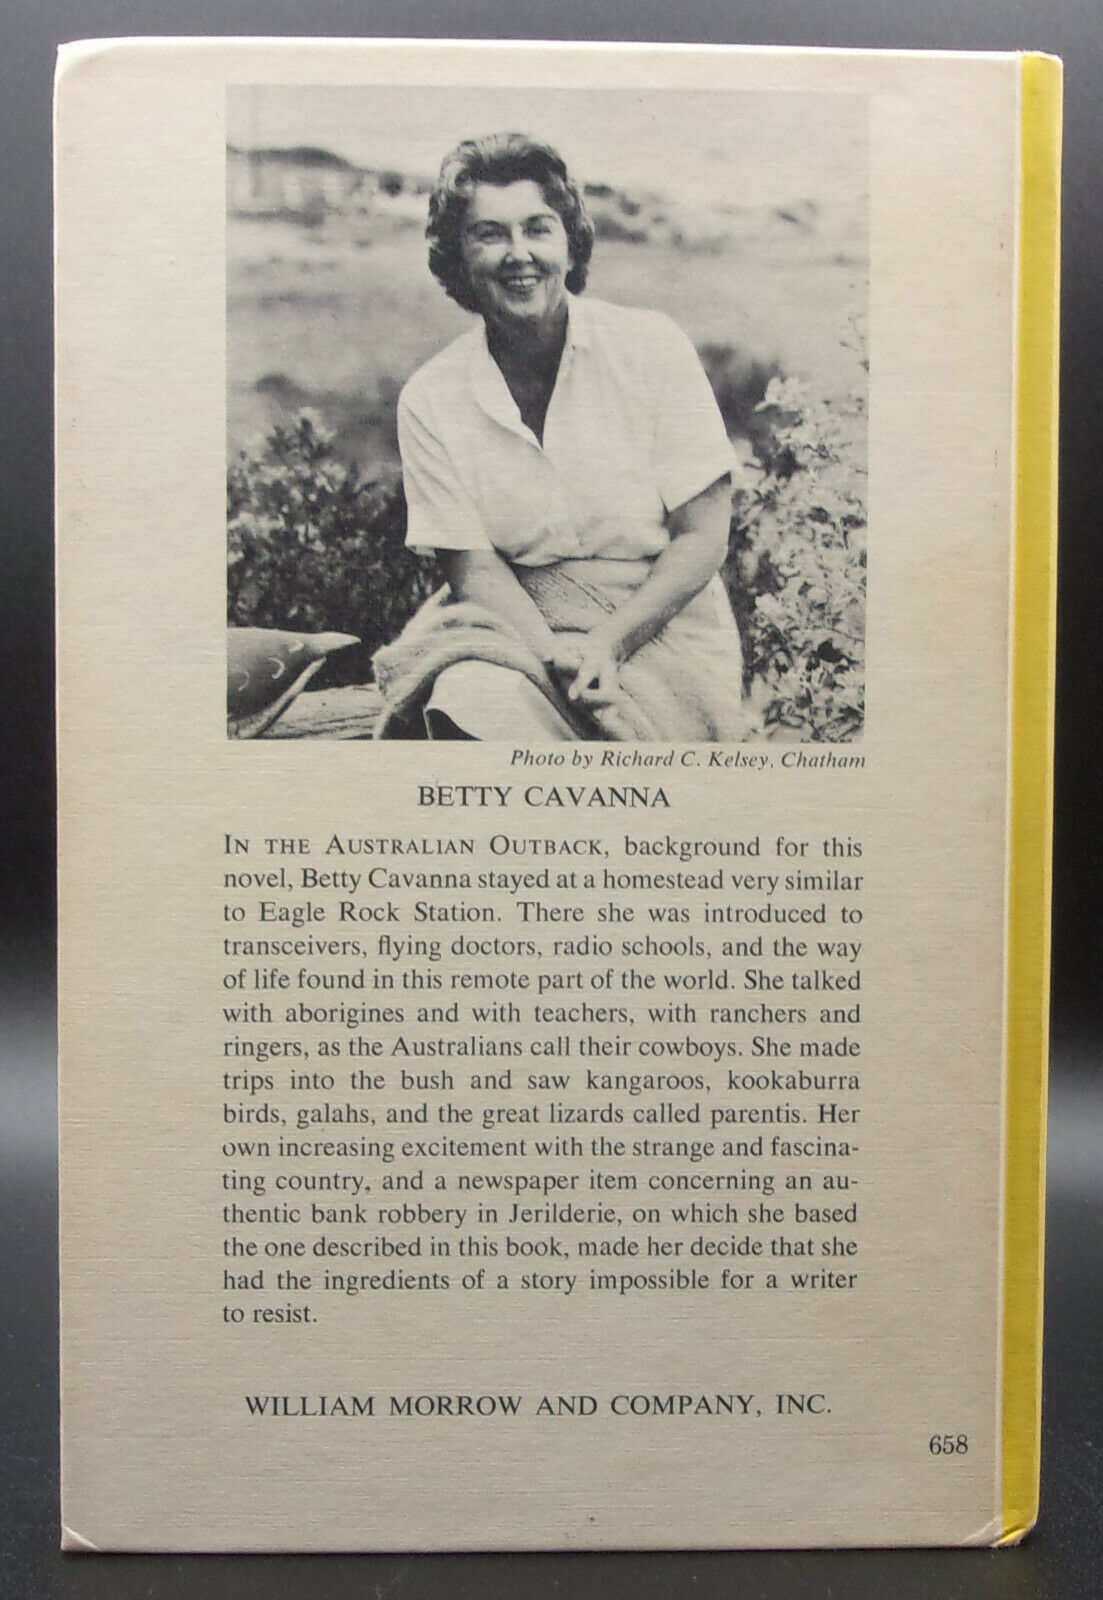 Photo by Richard C. Kelsey, Chatham
BETTY CAVANNA
IN THE AUSTRALIAN OUTBACK, background for this
novel, Betty Cavanna stayed at a homestead very similar
to Eagle Rock Station. There she was introduced to
transceivers, flying doctors, radio schools, and the way
of life found in this remote part of the world. She talked
with aborigines and with teachers, with ranchers and
ringers, as the Australians call their cowboys. She made
trips into the bush and saw kangaroos, kookaburra
birds, galahs, and the great lizards called parentis. Her
own increasing excitement with the strange and fascina-
ting country, and a newspaper item concerning an au-
thentic bank robbery in Jerilderie, on which she based
the one described in this book, made her decide that she
had the ingredients of a story impossible for a writer
to resist.
WILLIAM MORROW AND COMPANY, INC.
658